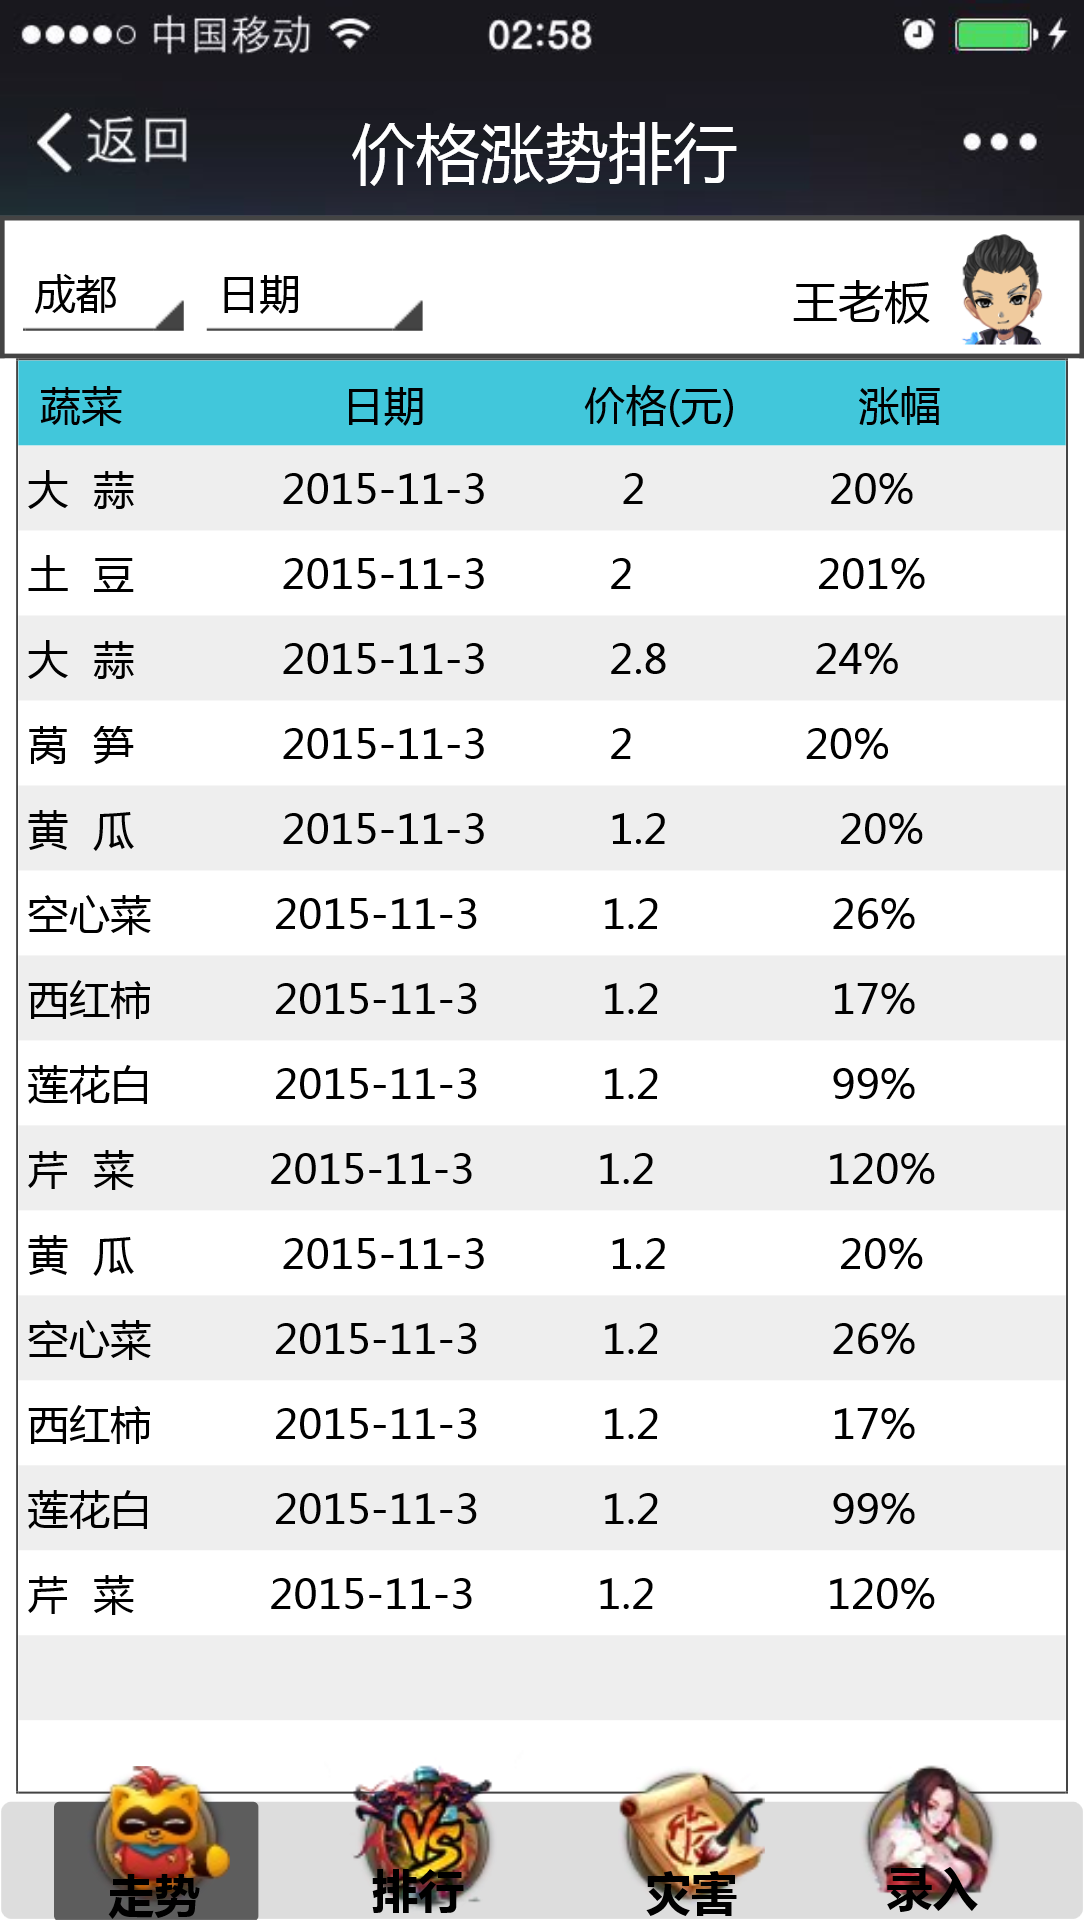 中国移动 02:58
返回 价格涨势排行
成都 日期 王老板
蔬菜 日期 价格(元) 涨幅
大 蒜 2015-11-3 2 20%
土 豆 2015-11-3 2 201%
大 蒜 2015-11-3 2.8 24%
莴 笋 2015-11-3 2 20%
黄 瓜 2015-11-3 1.2 20%
空心菜 2015-11-3 1.2 26%
西红柿 2015-11-3 1.2 17%
莲花白 2015-11-3 1.2 99%
芹 菜 2015-11-3 1.2 120%
黄 瓜 2015-11-3 1.2 20%
空心菜 2015-11-3 1.2 26%
西红柿 2015-11-3 1.2 17%
莲花白 2015-11-3 1.2 99%
芹 菜 2015-11-3 1.2 120%
VS
走势 排行 灾害 录入